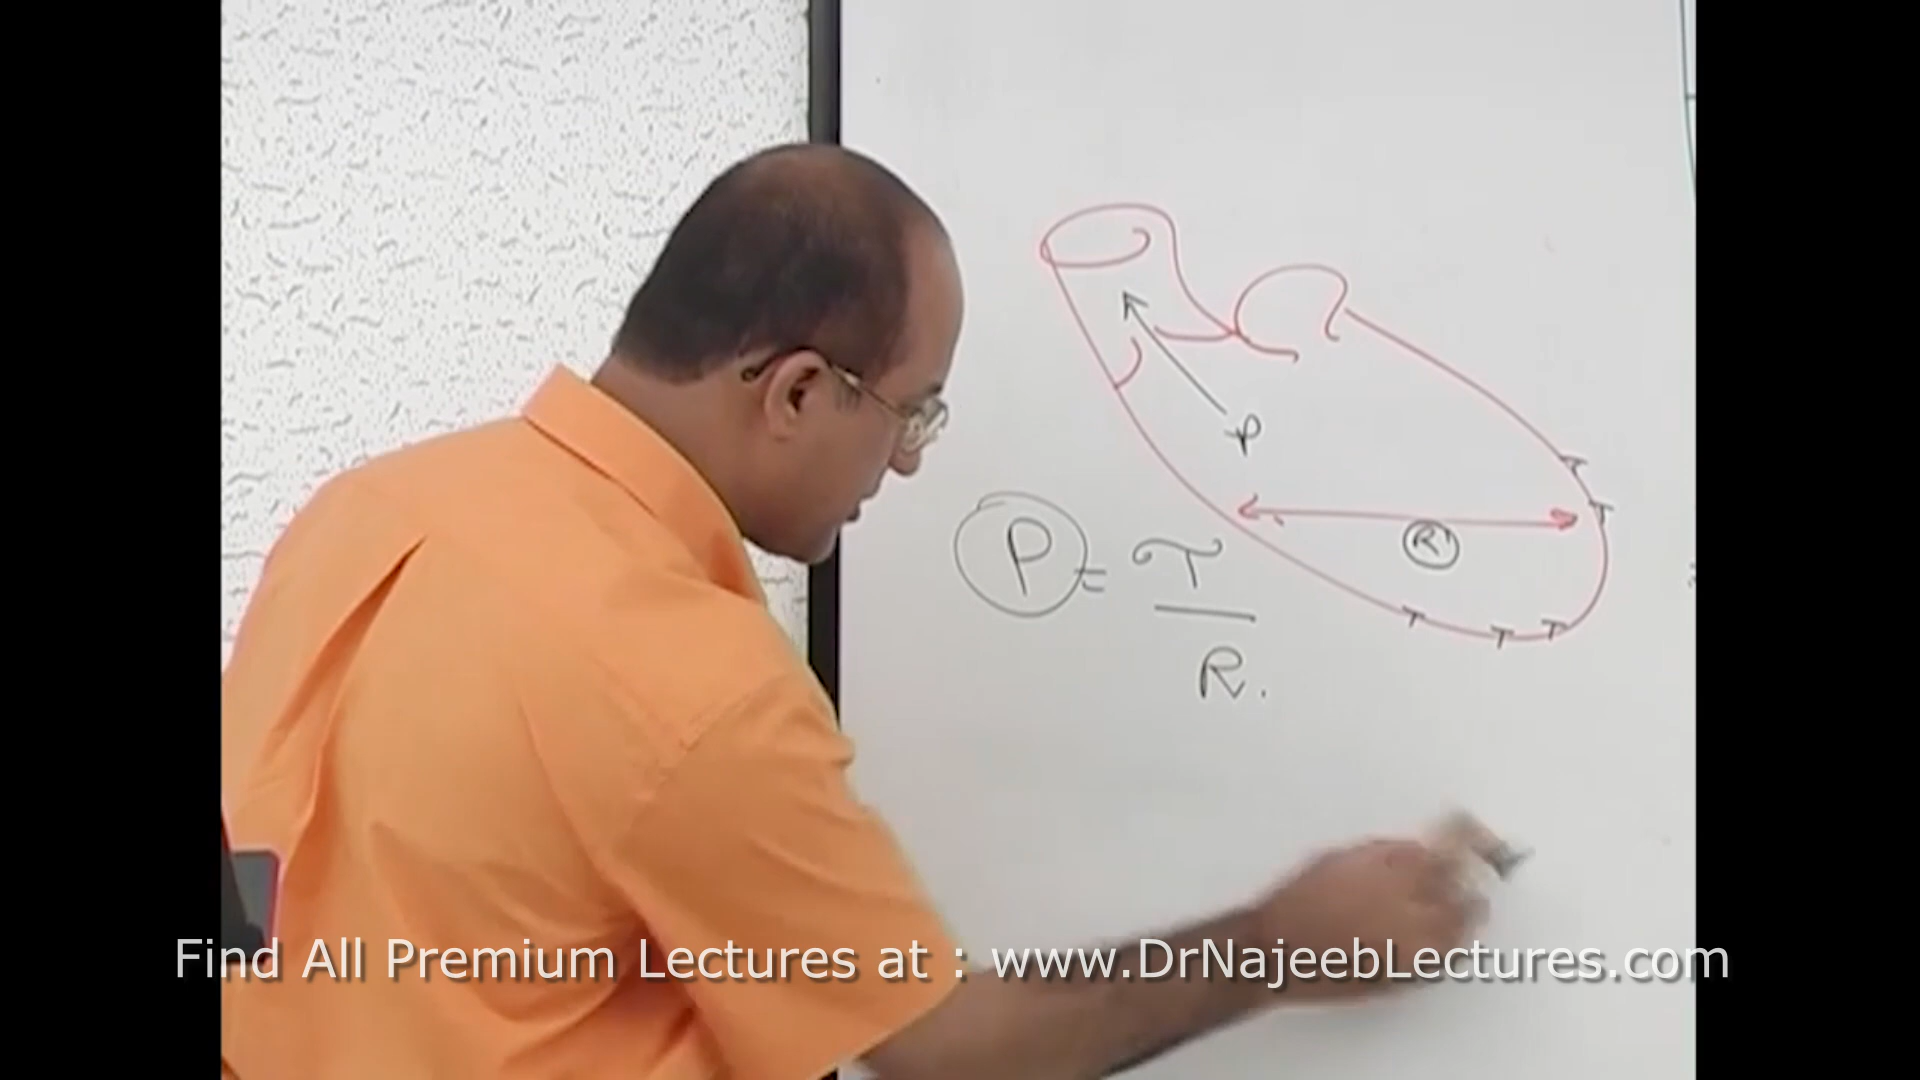 P
R
P = T
R.
T
T
T
T
T
Find All Premium Lectures at : www.DrNajeebLectures.com